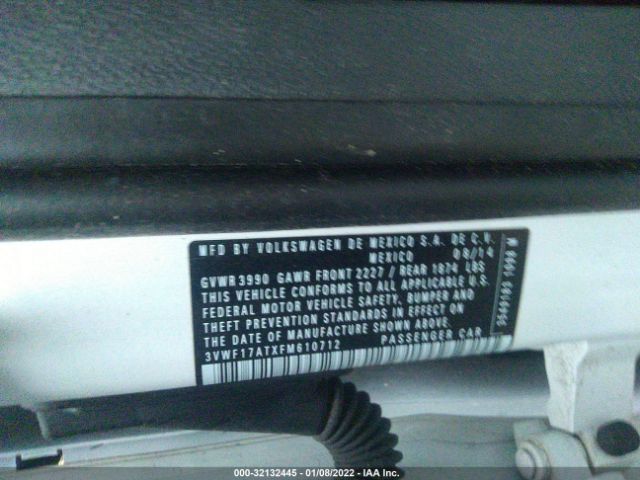 MFD BY VOLKSWAGEN DE MEXICO S.A. DE C.V.
MEXICO 08/14
GVWR 3990 GAWR FRONT 2227 / REAR 1874 LBS
THIS VEHICLE CONFORMS TO ALL APPLICABLE U.S.
FEDERAL MOTOR VEHICLE SAFETY, BUMPER AND
THEFT PREVENTION STANDARDS IN EFFECT ON
THE DATE OF MANUFACTURE SHOWN ABOVE.
3VWF17ATXFM610712 PASSENGER CAR
000-32132445 - 01/08/2022 - IAA Inc.